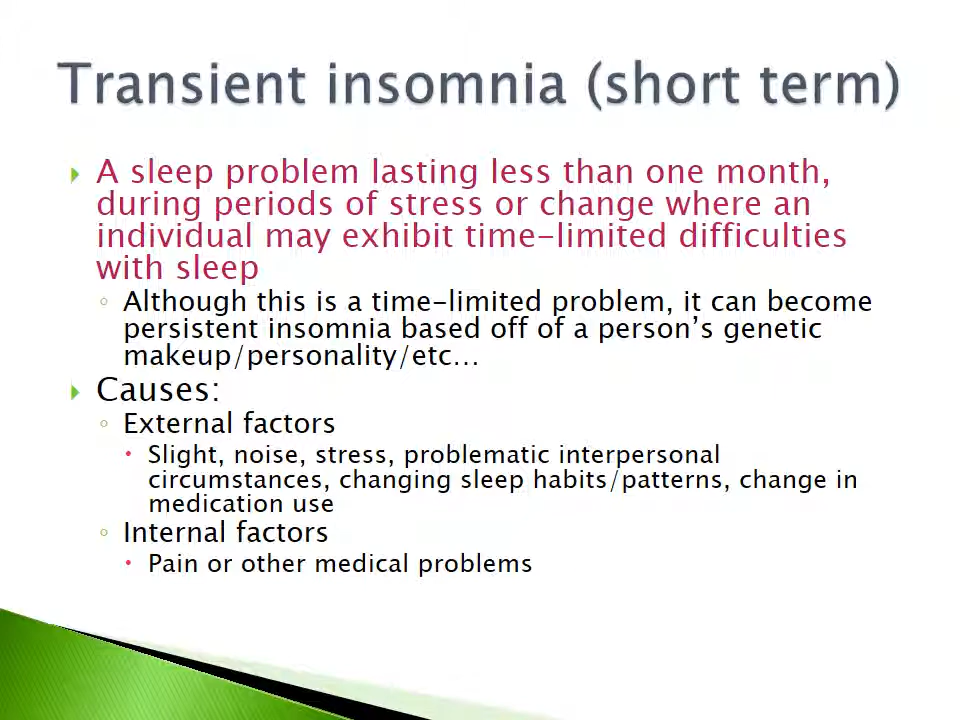 Transient insomnia (short term)
A sleep problem lasting less than one month,
during periods of stress or change where an
individual may exhibit time-limited difficulties
with sleep
Although this is a time-limited problem, it can become
persistent insomnia based off of a person's genetic
makeup/personality/etc…
Causes:
External factors
Slight, noise, stress, problematic interpersonal
circumstances, changing sleep habits/patterns, change in
medication use
Internal factors
Pain or other medical problems